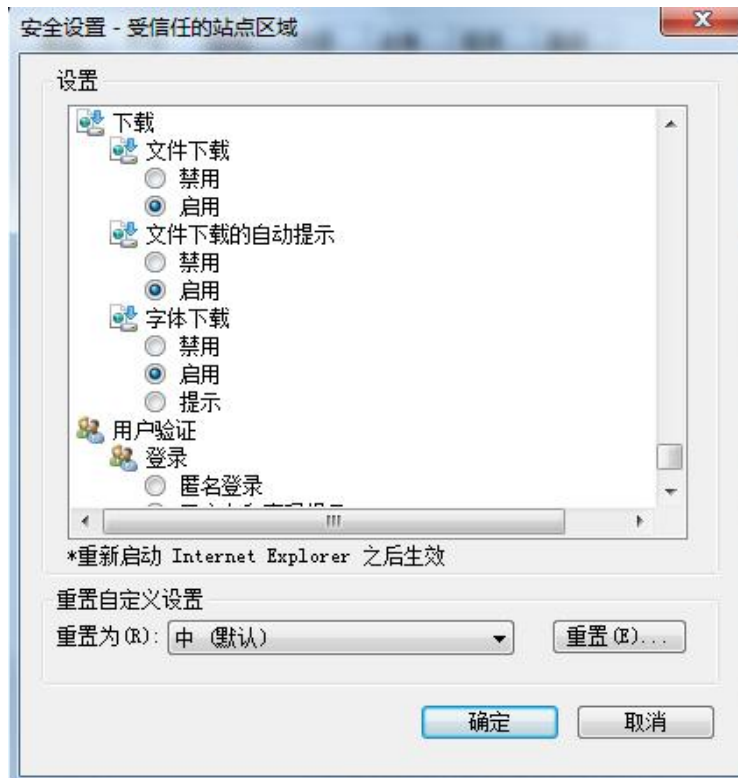 安全设置 - 受信任的站点区域
设置
下载
文件下载
禁用
启用
文件下载的自动提示
禁用
启用
字体下载
禁用
启用
提示
用户验证
登录
匿名登录
*重新启动 Internet Explorer 之后生效
重置自定义设置
重置为(R): 中 (默认) 重置(E)...
确定 取消